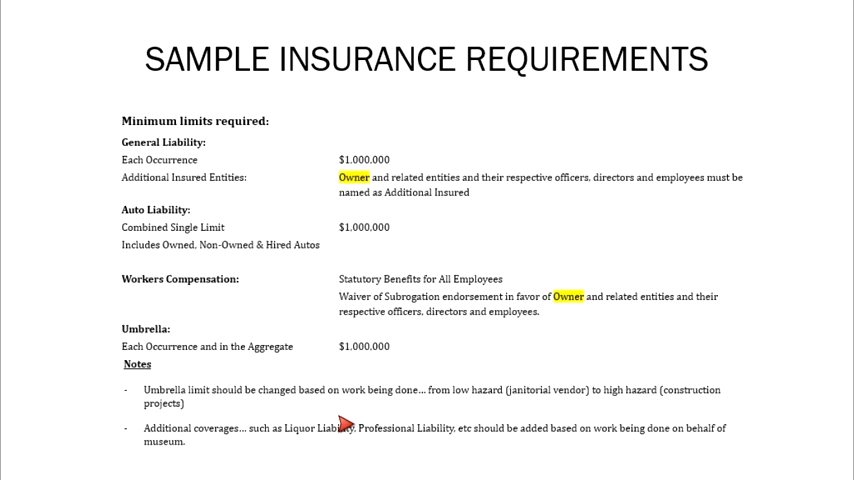 SAMPLE INSURANCE REQUIREMENTS
Minimum limits required:
General Liability:
Each Occurrence $1,000,000
Additional Insured Entities: Owner and related entities and their respective officers, directors and employees must be
named as Additional Insured
Auto Liability:
Combined Single Limit $1,000,000
Includes Owned, Non-Owned & Hired Autos
Workers Compensation: Statutory Benefits for All Employees
Waiver of Subrogation endorsement in favor of Owner and related entities and their
respective officers, directors and employees.
Umbrella:
Each Occurrence and in the Aggregate $1,000,000
Notes
- Umbrella limit should be changed based on work being done... from low hazard (janitorial vendor) to high hazard (construction
projects)
- Additional coverages... such as Liquor Liability, Professional Liability, etc should be added based on work being done on behalf of
museum.